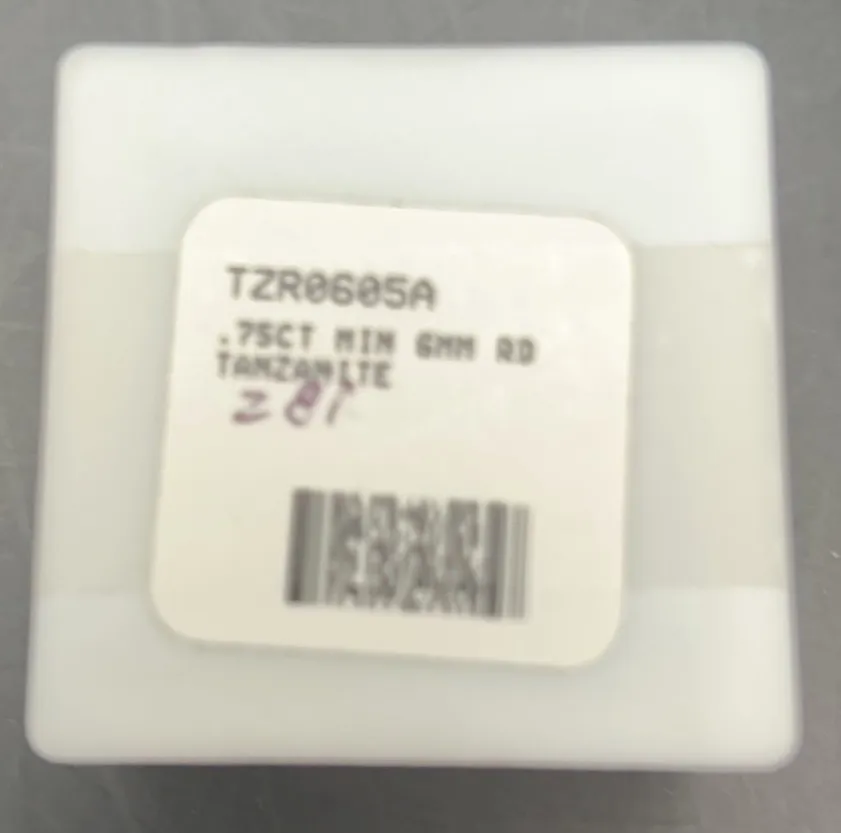 TZR0605A
.75CT MIN 6MM RD
TANZANITE
281